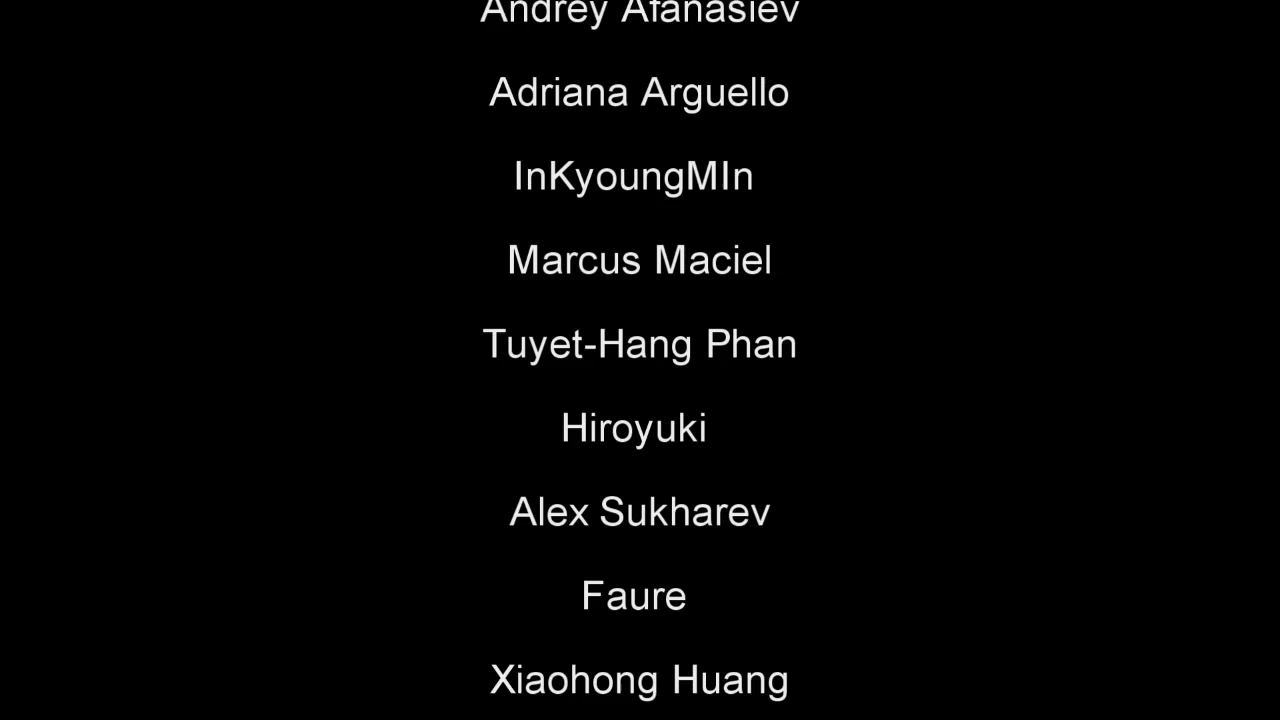 Andrey Afanasiev
Adriana Arguello
InKyoungMIn
Marcus Maciel
Tuyet-Hang Phan
Hiroyuki
Alex Sukharev
Faure
Xiaohong Huang